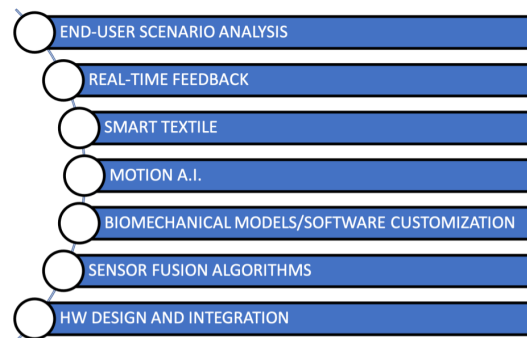 END-USER SCENARIO ANALYSIS
REAL-TIME FEEDBACK
SMART TEXTILE
MOTION A.I.
BIOMECHANICAL MODELS/SOFTWARE CUSTOMIZATION
SENSOR FUSION ALGORITHMS
HW DESIGN AND INTEGRATION